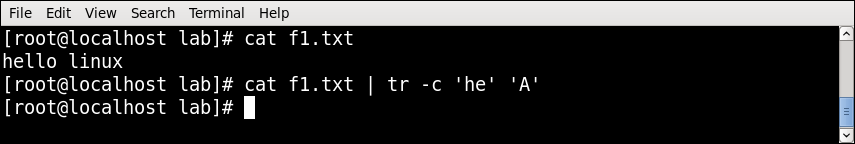 File Edit View Search Terminal Help
[root@localhost lab]# cat f1.txt
hello linux
[root@localhost lab]# cat f1.txt | tr -c 'he' 'A'
[root@localhost lab]#